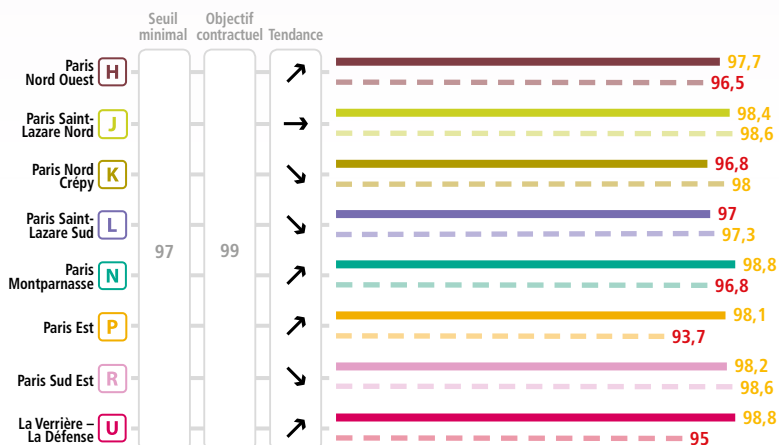 Seuil
minimal
Objectif
contractuel
Tendance
Paris
Nord Ouest
H
97,7
96,5
Paris Saint-
Lazare Nord
J
98,4
98,6
Paris Nord
Crépy
K
96,8
98
Paris Saint-
Lazare Sud
L
97
97,3
97
99
Paris
Montparnasse
N
98,8
96,8
Paris Est
P
98,1
93,7
Paris Sud Est
R
98,2
98,6
La Verrière –
La Défense
U
98,8
95